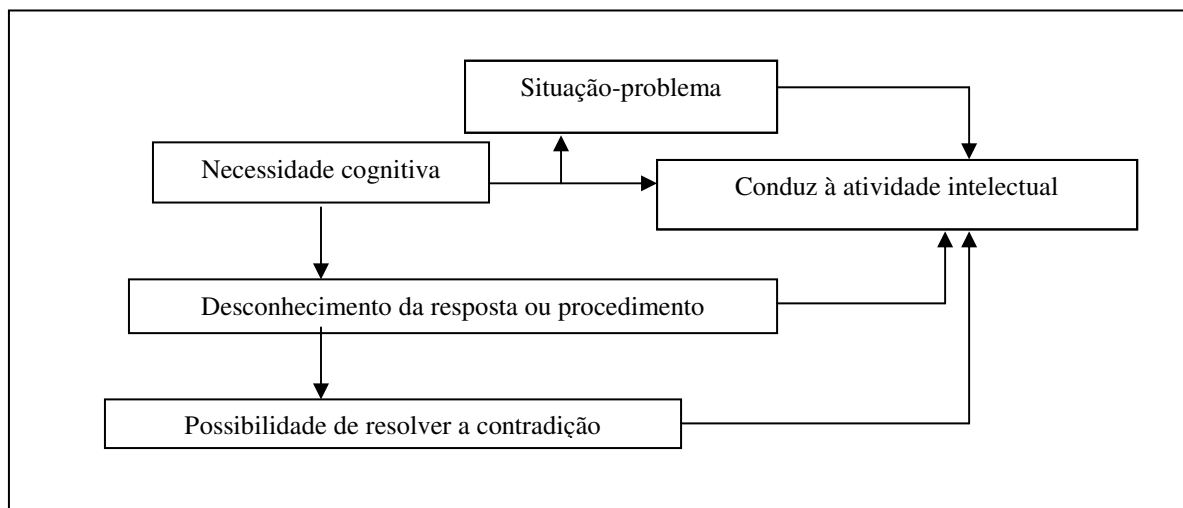 Situação-problema
Necessidade cognitiva
Conduz à atividade intelectual
Desconhecimento da resposta ou procedimento
Possibilidade de resolver a contradição